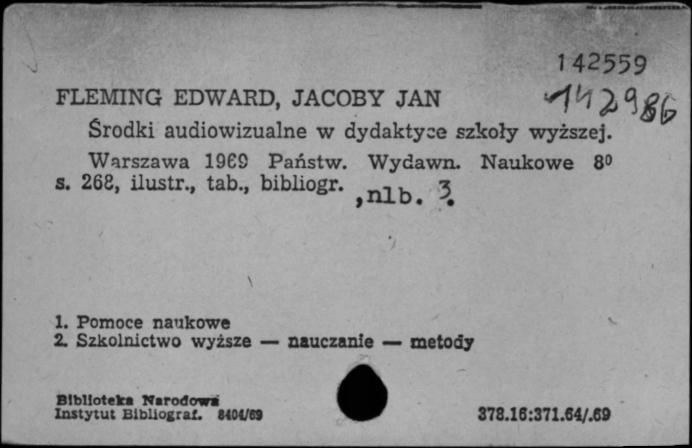 142559
142986
FLEMING EDWARD, JACOBY JAN
Środki audiowizualne w dydaktyce szkoły wyższej.
Warszawa 1969 Państw. Wydawn. Naukowe 8⁰
s. 268, ilustr., tab., bibliogr. ,nlb. 3.
1. Pomoce naukowe
2. Szkolnictwo wyższe — nauczanie — metody
Biblioteka Narodowa
Instytut Bibliograf. 8404/69
378.16:371.64/.69